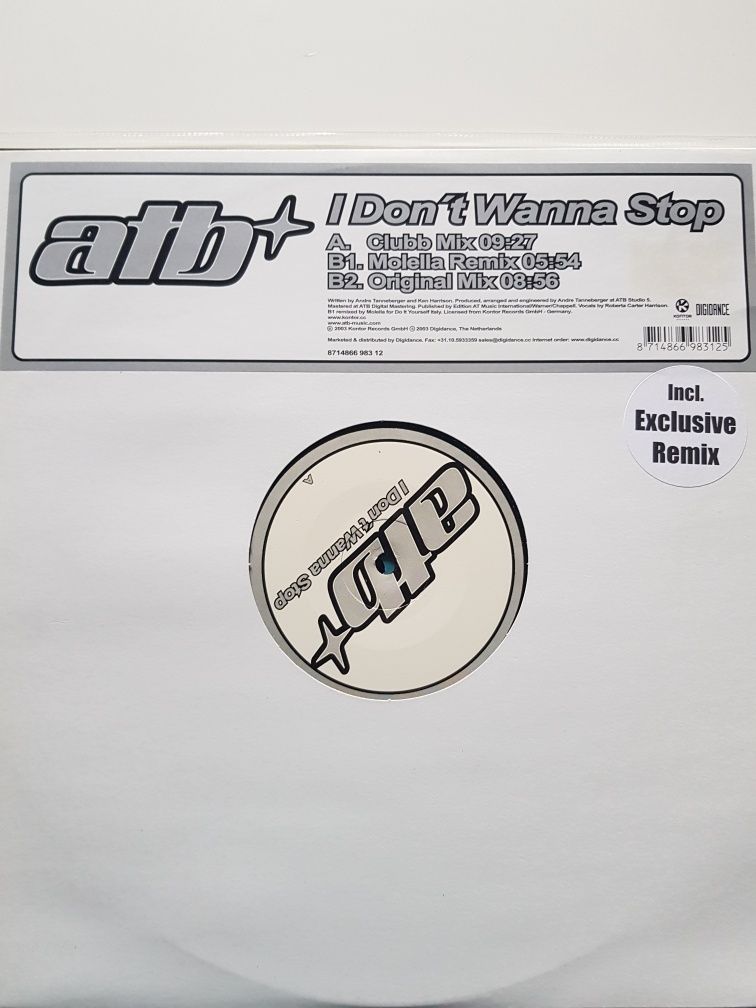 atb
I Don´t Wanna Stop
A. Clubb Mix 09:27
B1. Molella Remix 05:54
B2. Original Mix 08:56
Written by Andre Tanneberger and Ken Harrison. Produced, arranged and engineered by Andre Tanneberger at ATB Studio 5.
Mastered at ATB Digital Mastering. Published by Edition AT Music International/Warner/Chappell. Vocals by Roberta Carter Harrison.
B1 remixed by Molella for Do It Yourself Italy. Licensed from Kontor Records GmbH - Germany.
www.kontor.cc
www.atb-music.com
℗ 2003 Kontor Records GmbH © 2003 Digidance, The Netherlands
Marketed & distributed by Digidance. Fax: +31.10.5933359 sales@digidance.cc Internet order: www.digidance.cc
8714866 983 12
KONTOR
DIGIDANCE
8 714866 983125
Incl.
Exclusive
Remix
A
I Don´t Wanna Stop
atb